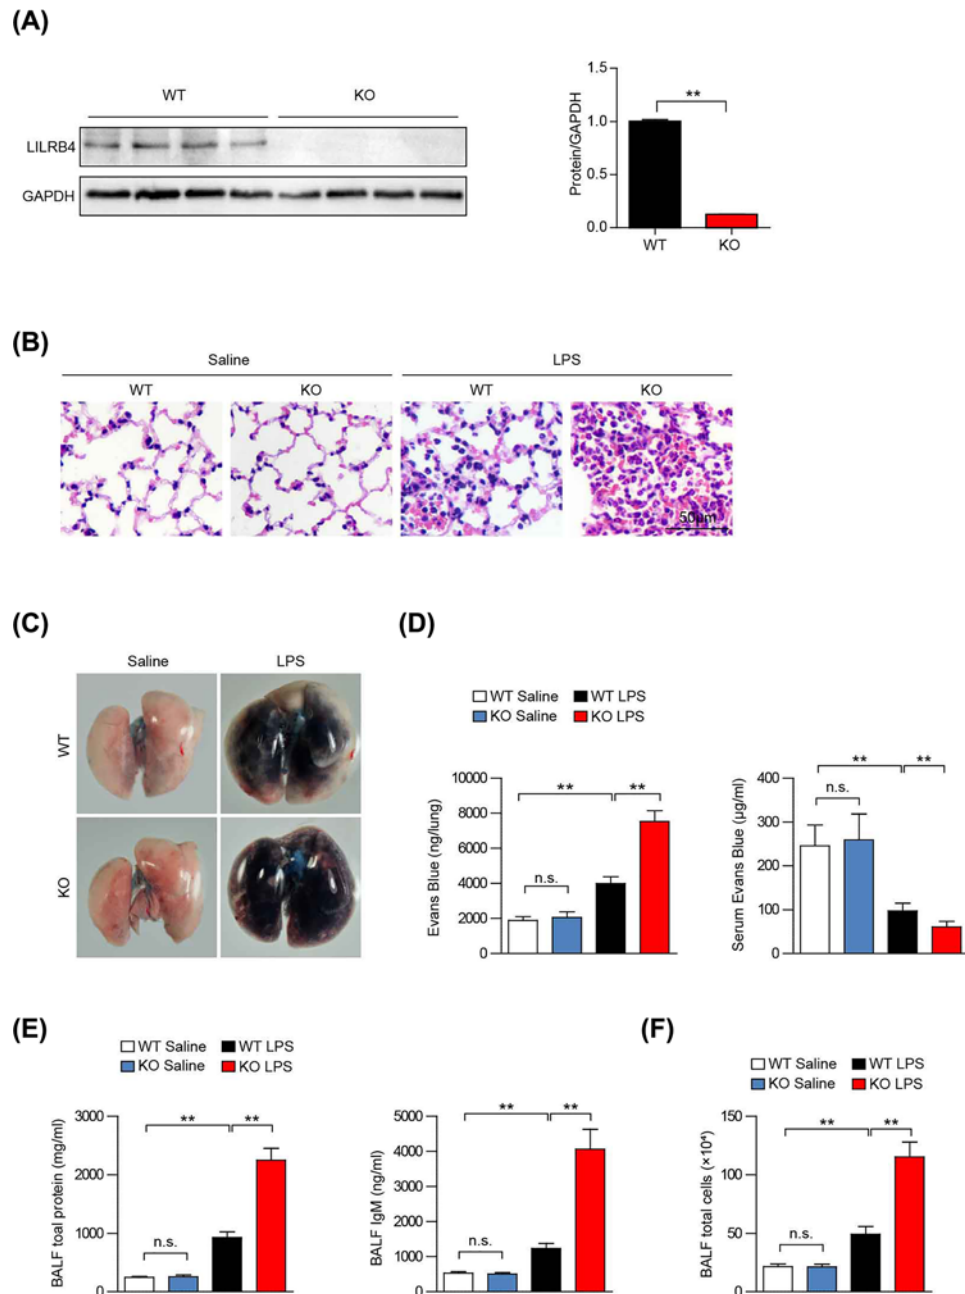 (A)
WT KO
LILRB4
GAPDH
Protein/GAPDH
1.5
1.0
0.5
0.0
**
WT KO
(B)
Saline LPS
WT KO WT KO
50μm
(C)
Saline LPS
WT
KO
(D)
WT Saline WT LPS
KO Saline KO LPS
Evans Blue (ng/lung)
10000
8000
6000
4000
2000
0
** **
n.s.
Serum Evans Blue (μg/ml)
400
300
200
100
0
** **
n.s.
(E)
WT Saline WT LPS
KO Saline KO LPS
BALF toal protein (mg/ml)
3000
2000
1000
0
** **
n.s.
BALF IgM (ng/ml)
5000
4000
3000
2000
1000
0
** **
n.s.
(F)
WT Saline WT LPS
KO Saline KO LPS
BALF total cells (×10⁴)
150
100
50
0
** **
n.s.